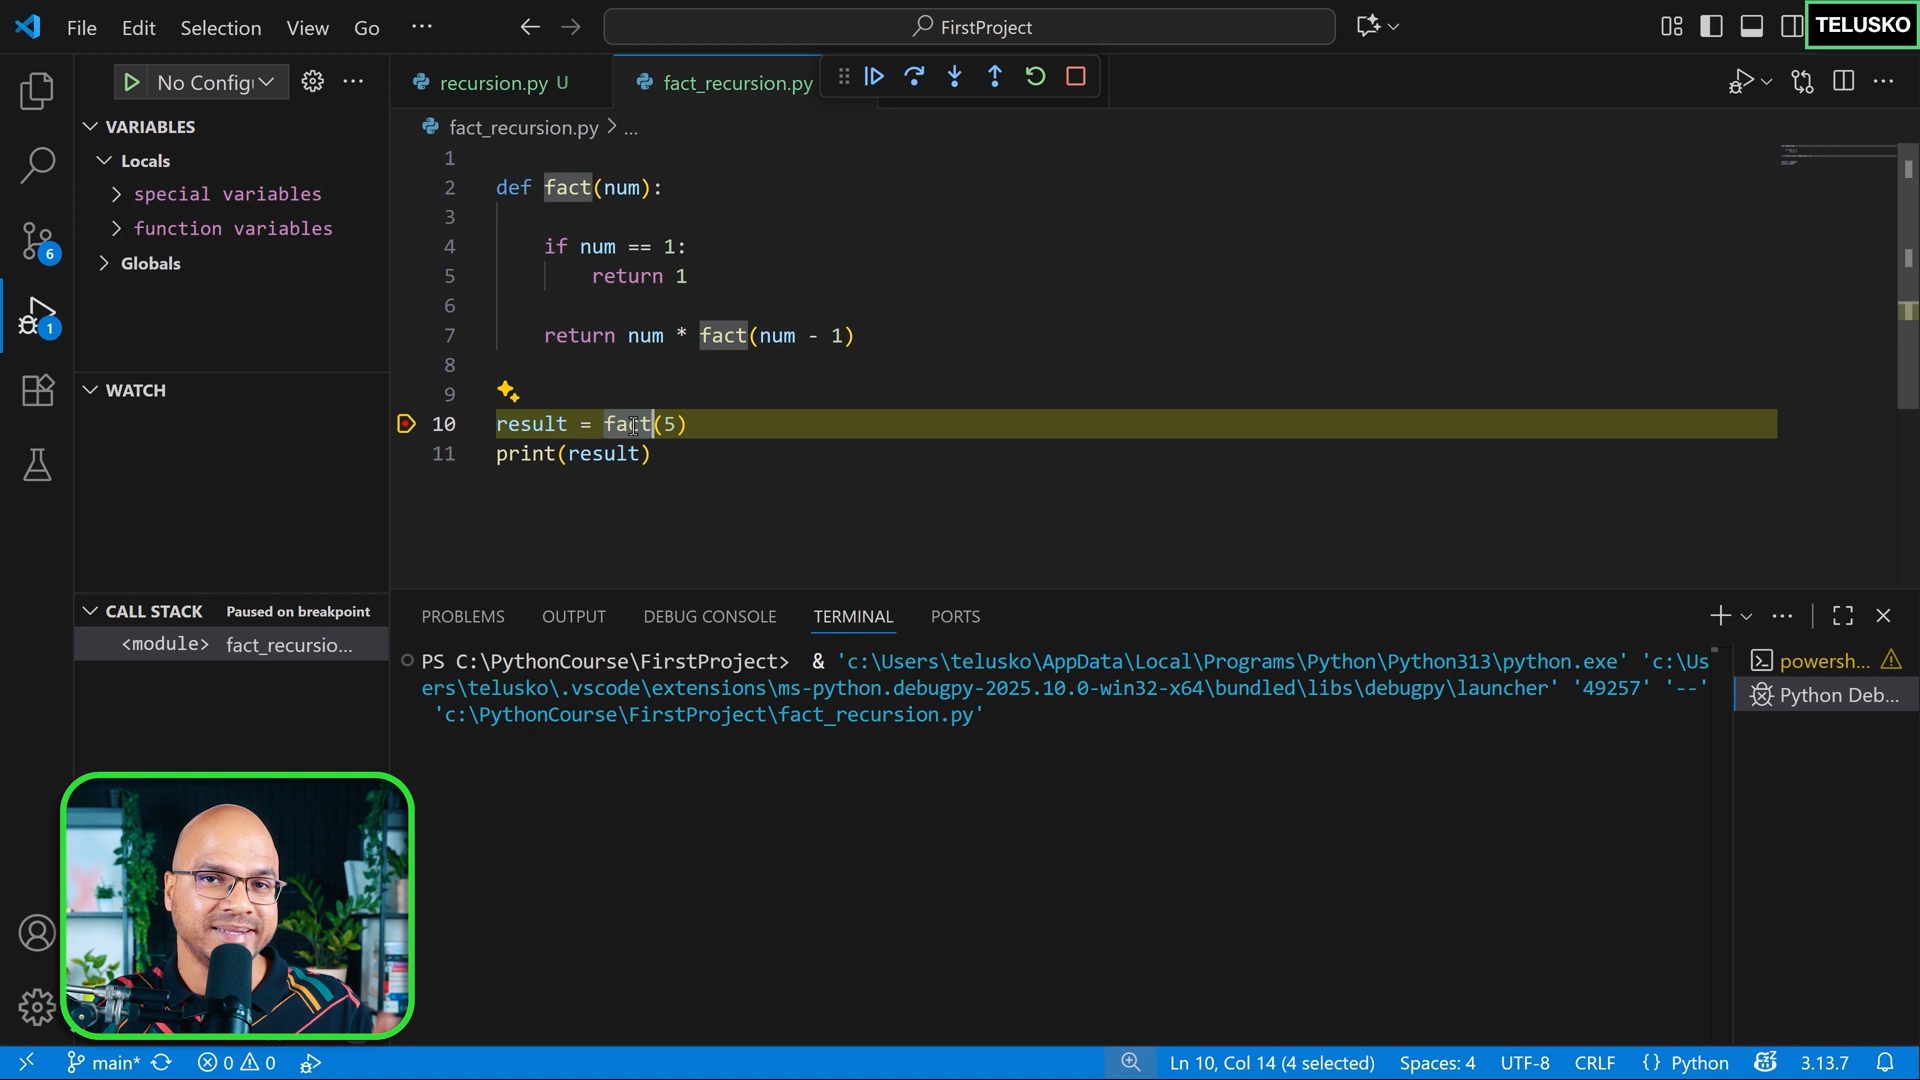 File Edit Selection View Go ...
FirstProject
TELUSKO
No Config
recursion.py U
fact_recursion.py
VARIABLES
Locals
special variables
function variables
Globals
WATCH
CALL STACK Paused on breakpoint
<module> fact_recursio...
6
1
fact_recursion.py > ...
1
2 def fact(num):
3
4 if num == 1:
5 return 1
6
7 return num * fact(num - 1)
8
9
10 result = fact(5)
11 print(result)
PROBLEMS OUTPUT DEBUG CONSOLE TERMINAL PORTS
PS C:\PythonCourse\FirstProject> & 'c:\Users\telusko\AppData\Local\Programs\Python\Python313\python.exe' 'c:\Us
ers\telusko\.vscode\extensions\ms-python.debugpy-2025.10.0-win32-x64\bundled\libs\debugpy\launcher' '49257' '--'
'c:\PythonCourse\FirstProject\fact_recursion.py'
powersh...
Python Deb...
main* 0 0 Ln 10, Col 14 (4 selected) Spaces: 4 UTF-8 CRLF {} Python 3.13.7